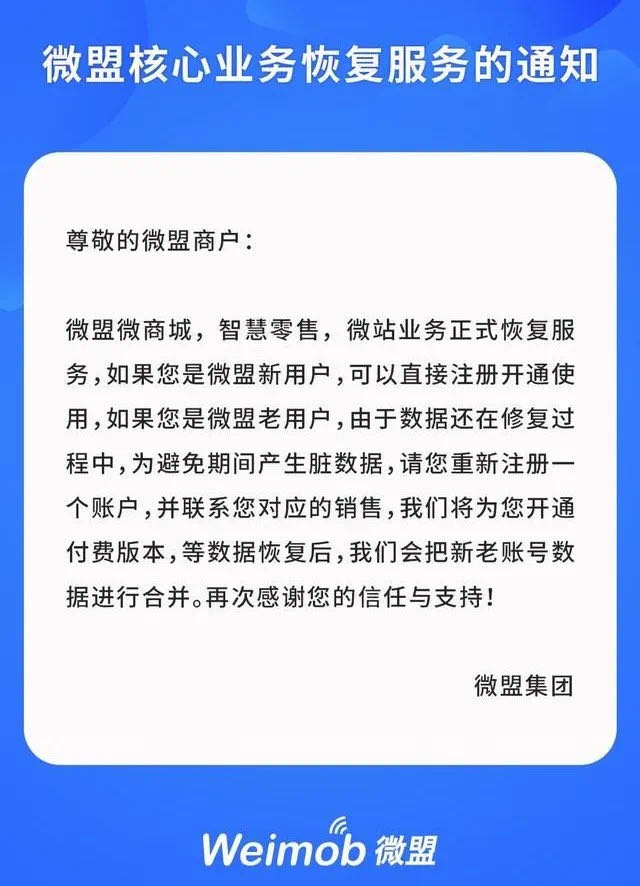 微盟核心业务恢复服务的通知
尊敬的微盟商户：
微盟微商城，智慧零售，微站业务正式恢复服
务，如果您是微盟新用户，可以直接注册开通使
用，如果您是微盟老用户，由于数据还在修复过
程中，为避免期间产生脏数据，请您重新注册一
个账户，并联系您对应的销售，我们将为您开通
付费版本，等数据恢复后，我们会把新老账号数
据进行合并。再次感谢您的信任与支持！
微盟集团
Weimob 微盟